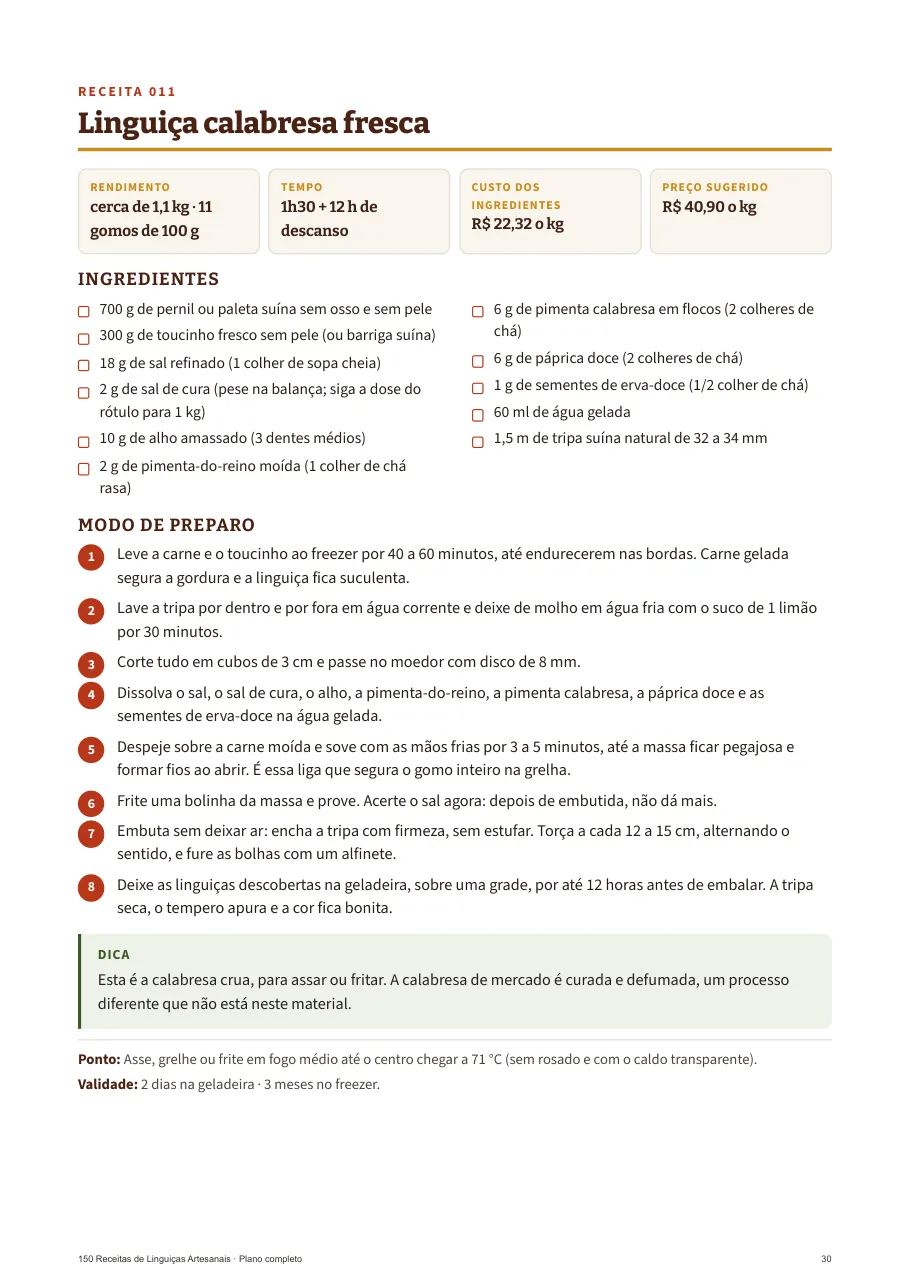 RECEITA 011
Linguiça calabresa fresca
RENDIMENTO
cerca de 1,1 kg · 11
gomos de 100 g
TEMPO
1h30 + 12 h de
descanso
CUSTO DOS
INGREDIENTES
R$ 22,32 o kg
PREÇO SUGERIDO
R$ 40,90 o kg
INGREDIENTES
700 g de pernil ou paleta suína sem osso e sem pele
300 g de toucinho fresco sem pele (ou barriga suína)
18 g de sal refinado (1 colher de sopa cheia)
2 g de sal de cura (pese na balança; siga a dose do
rótulo para 1 kg)
10 g de alho amassado (3 dentes médios)
2 g de pimenta-do-reino moída (1 colher de chá
rasa)
6 g de pimenta calabresa em flocos (2 colheres de
chá)
6 g de páprica doce (2 colheres de chá)
1 g de sementes de erva-doce (1/2 colher de chá)
60 ml de água gelada
1,5 m de tripa suína natural de 32 a 34 mm
MODO DE PREPARO
1 Leve a carne e o toucinho ao freezer por 40 a 60 minutos, até endurecerem nas bordas. Carne gelada
segura a gordura e a linguiça fica suculenta.
2 Lave a tripa por dentro e por fora em água corrente e deixe de molho em água fria com o suco de 1 limão
por 30 minutos.
3 Corte tudo em cubos de 3 cm e passe no moedor com disco de 8 mm.
4 Dissolva o sal, o sal de cura, o alho, a pimenta-do-reino, a pimenta calabresa, a páprica doce e as
sementes de erva-doce na água gelada.
5 Despeje sobre a carne moída e sove com as mãos frias por 3 a 5 minutos, até a massa ficar pegajosa e
formar fios ao abrir. É essa liga que segura o gomo inteiro na grelha.
6 Frite uma bolinha da massa e prove. Acerte o sal agora: depois de embutida, não dá mais.
7 Embuta sem deixar ar: encha a tripa com firmeza, sem estufar. Torça a cada 12 a 15 cm, alternando o
sentido, e fure as bolhas com um alfinete.
8 Deixe as linguiças descobertas na geladeira, sobre uma grade, por até 12 horas antes de embalar. A tripa
seca, o tempero apura e a cor fica bonita.
DICA
Esta é a calabresa crua, para assar ou fritar. A calabresa de mercado é curada e defumada, um processo
diferente que não está neste material.
Ponto: Asse, grelhe ou frite em fogo médio até o centro chegar a 71 °C (sem rosado e com o caldo transparente).
Validade: 2 dias na geladeira · 3 meses no freezer.
150 Receitas de Linguiças Artesanais · Plano completo
30